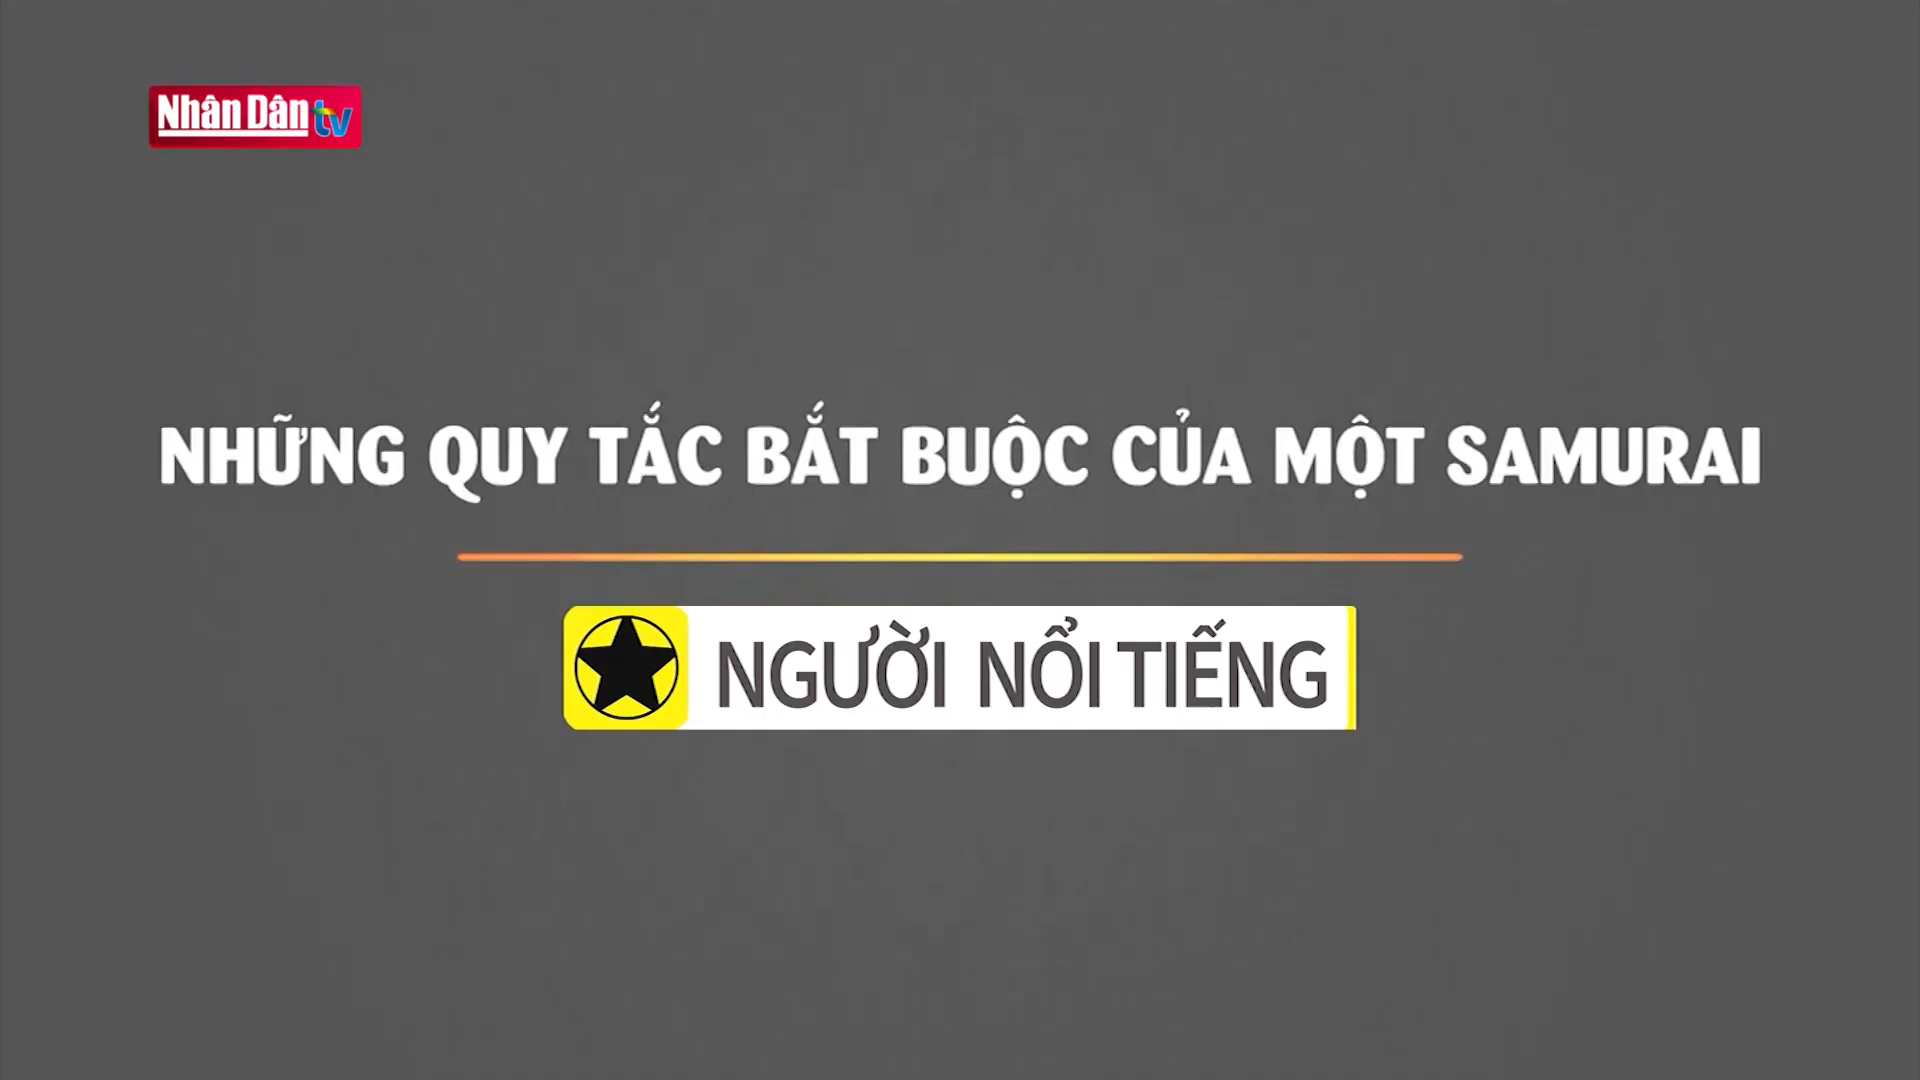 Nhân Dân tv
NHỮNG QUY TẮC BẮT BUỘC CỦA MỘT SAMURAI
NGƯỜI NỔI TIẾNG